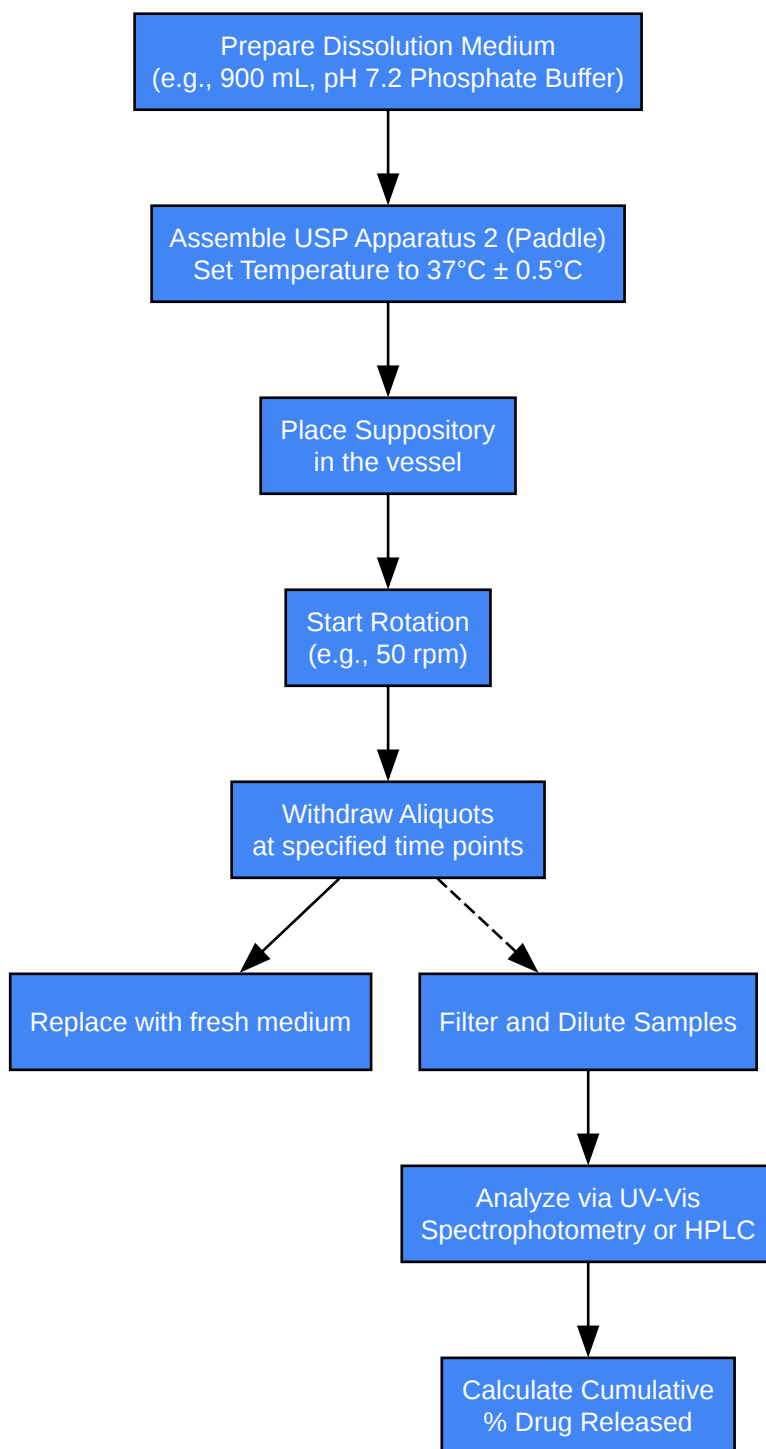 Prepare Dissolution Medium
(e.g., 900 mL, pH 7.2 Phosphate Buffer)
Assemble USP Apparatus 2 (Paddle)
Set Temperature to 37°C ± 0.5°C
Place Suppository
in the vessel
Start Rotation
(e.g., 50 rpm)
Withdraw Aliquots
at specified time points
Replace with fresh medium
Filter and Dilute Samples
Analyze via UV-Vis
Spectrophotometry or HPLC
Calculate Cumulative
% Drug Released